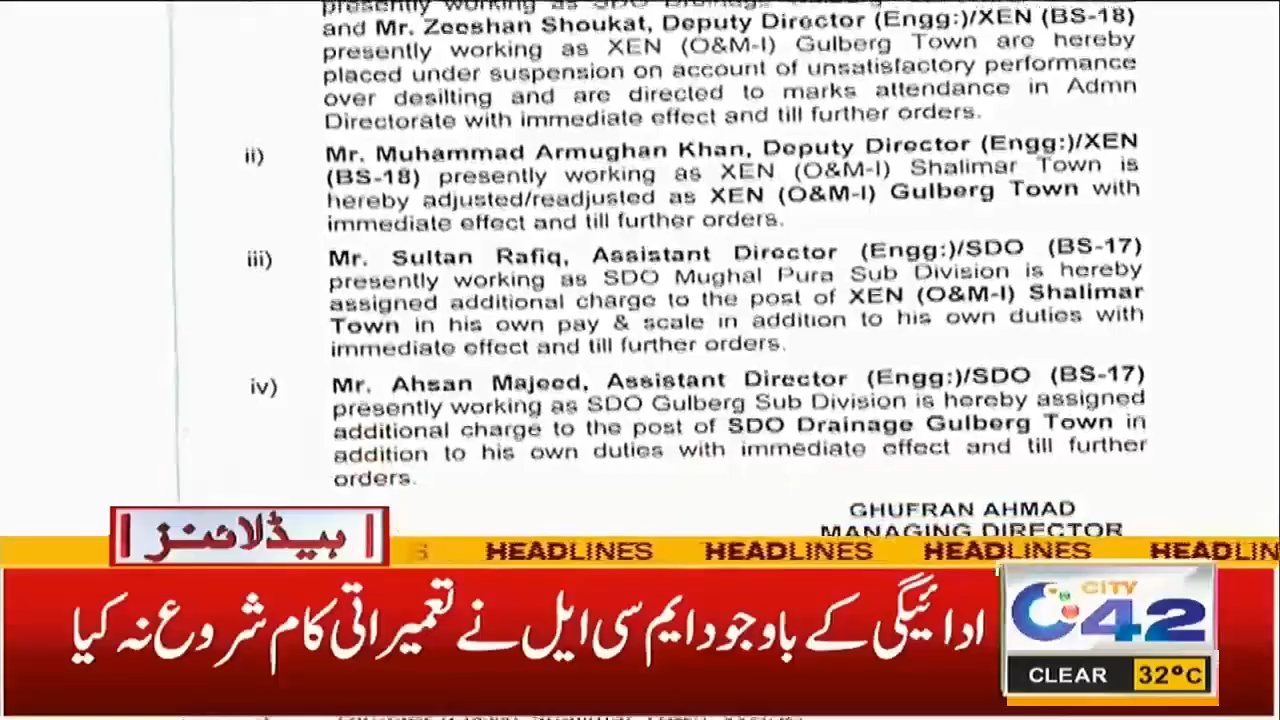 presently working as SDO Drainage
and Mr. Zeeshan Shoukat, Deputy Director (Engg:)/XEN (BS-18)
presently working as XEN (O&M-I) Gulberg Town are hereby
placed under suspension on account of unsatisfactory performance
over desilting and are directed to marks attendance in Admn
Directorate with immediate effect and till further orders.
ii) Mr. Muhammad Armughan Khan, Deputy Director (Engg:)/XEN
(BS-18) presently working as XEN (O&M-I) Shalimar Town is
hereby adjusted/readjusted as XEN (O&M-I) Gulberg Town with
immediate effect and till further orders.
iii) Mr. Sultan Rafiq, Assistant Director (Engg:)/SDO (BS-17)
presently working as SDO Mughal Pura Sub Division is hereby
assigned additional charge to the post of XEN (O&M-I) Shalimar
Town in his own pay & scale in addition to his own duties with
immediate effect and till further orders.
iv) Mr. Ahsan Majeed, Assistant Director (Engg:)/SDO (BS-17)
presently working as SDO Gulberg Sub Division is hereby assigned
additional charge to the post of SDO Drainage Gulberg Town in
addition to his own duties with immediate effect and till further
orders.
GHUFRAN AHMAD
MANAGING DIRECTOR
ہیڈلائنز
S HEADLINES HEADLINES HEADLINES HEADLIN
ادائیگی کے باوجود ایم سی ایل نے تعمیراتی کام شروع نہ کیا
CITY
42
CLEAR 32°C